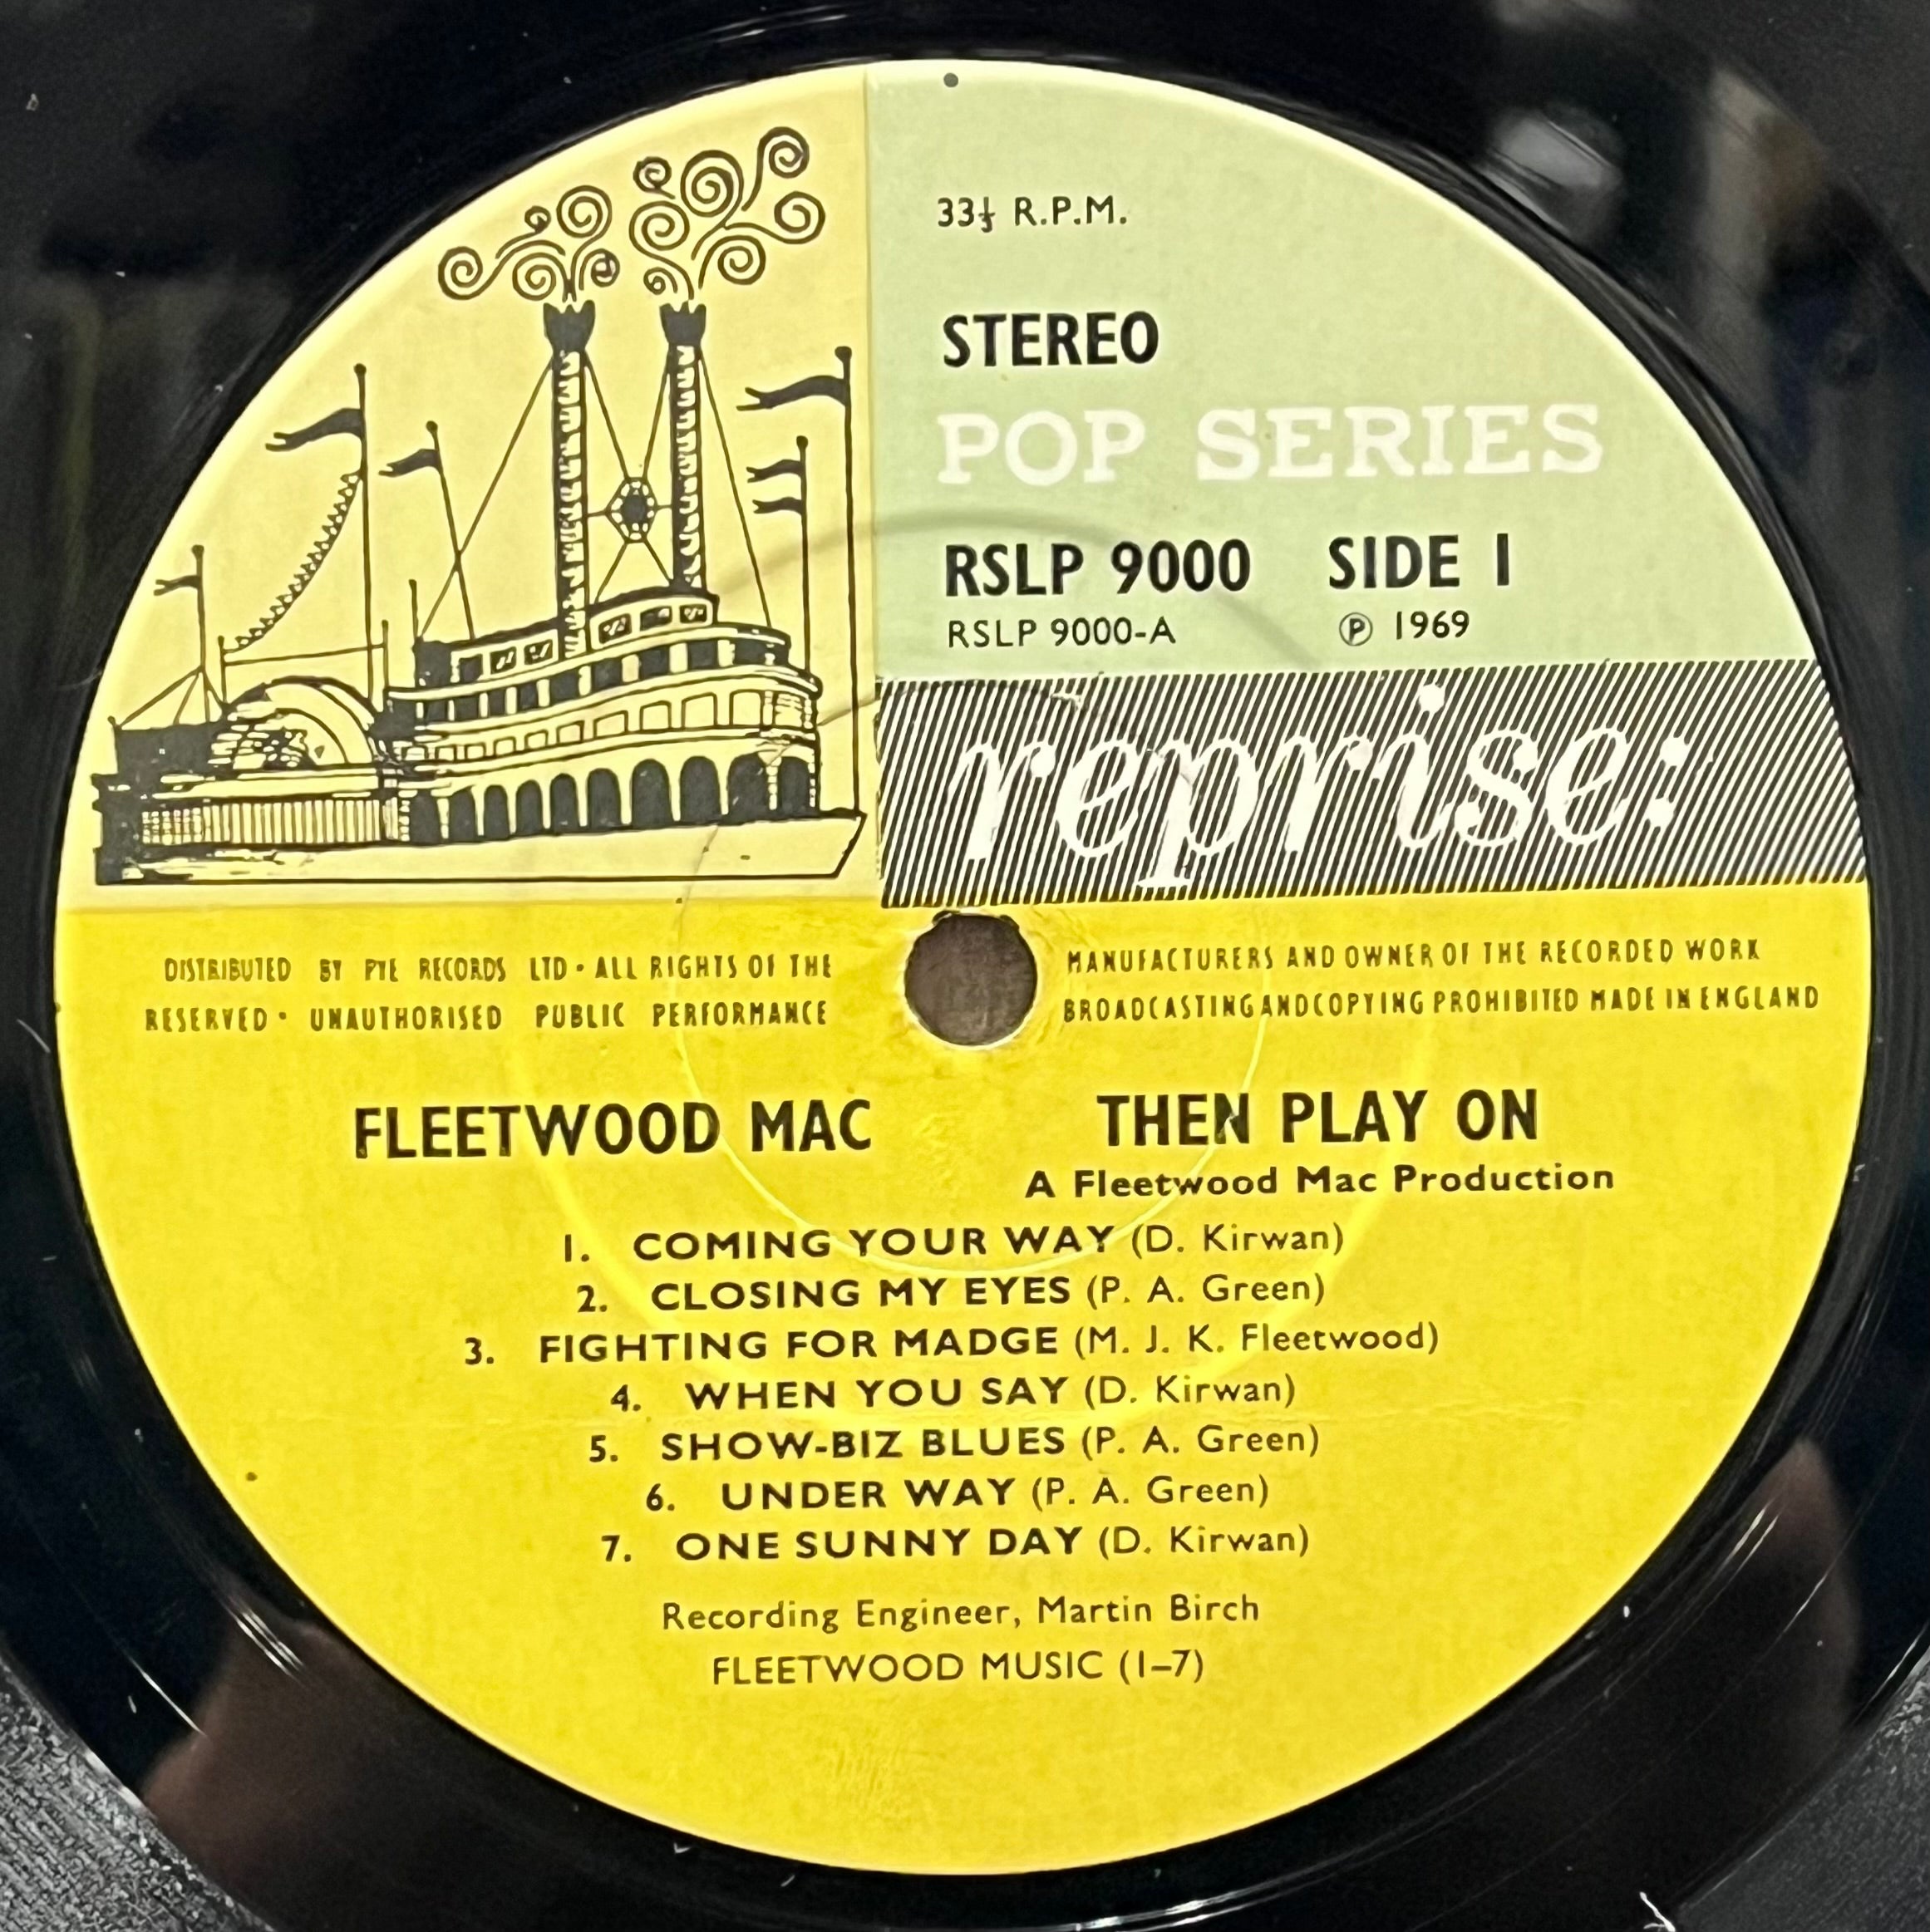 33⅓ R.P.M.
STEREO
POP SERIES
RSLP 9000 SIDE 1
RSLP 9000-A ℗ 1969
reprise:
DISTRIBUTED BY PYE RECORDS LTD · ALL RIGHTS OF THE MANUFACTURERS AND OWNER OF THE RECORDED WORK
RESERVED · UNAUTHORISED PUBLIC PERFORMANCE BROADCASTING AND COPYING PROHIBITED MADE IN ENGLAND
FLEETWOOD MAC THEN PLAY ON
A Fleetwood Mac Production
1. COMING YOUR WAY (D. Kirwan)
2. CLOSING MY EYES (P. A. Green)
3. FIGHTING FOR MADGE (M. J. K. Fleetwood)
4. WHEN YOU SAY (D. Kirwan)
5. SHOW-BIZ BLUES (P. A. Green)
6. UNDER WAY (P. A. Green)
7. ONE SUNNY DAY (D. Kirwan)
Recording Engineer, Martin Birch
FLEETWOOD MUSIC (1–7)